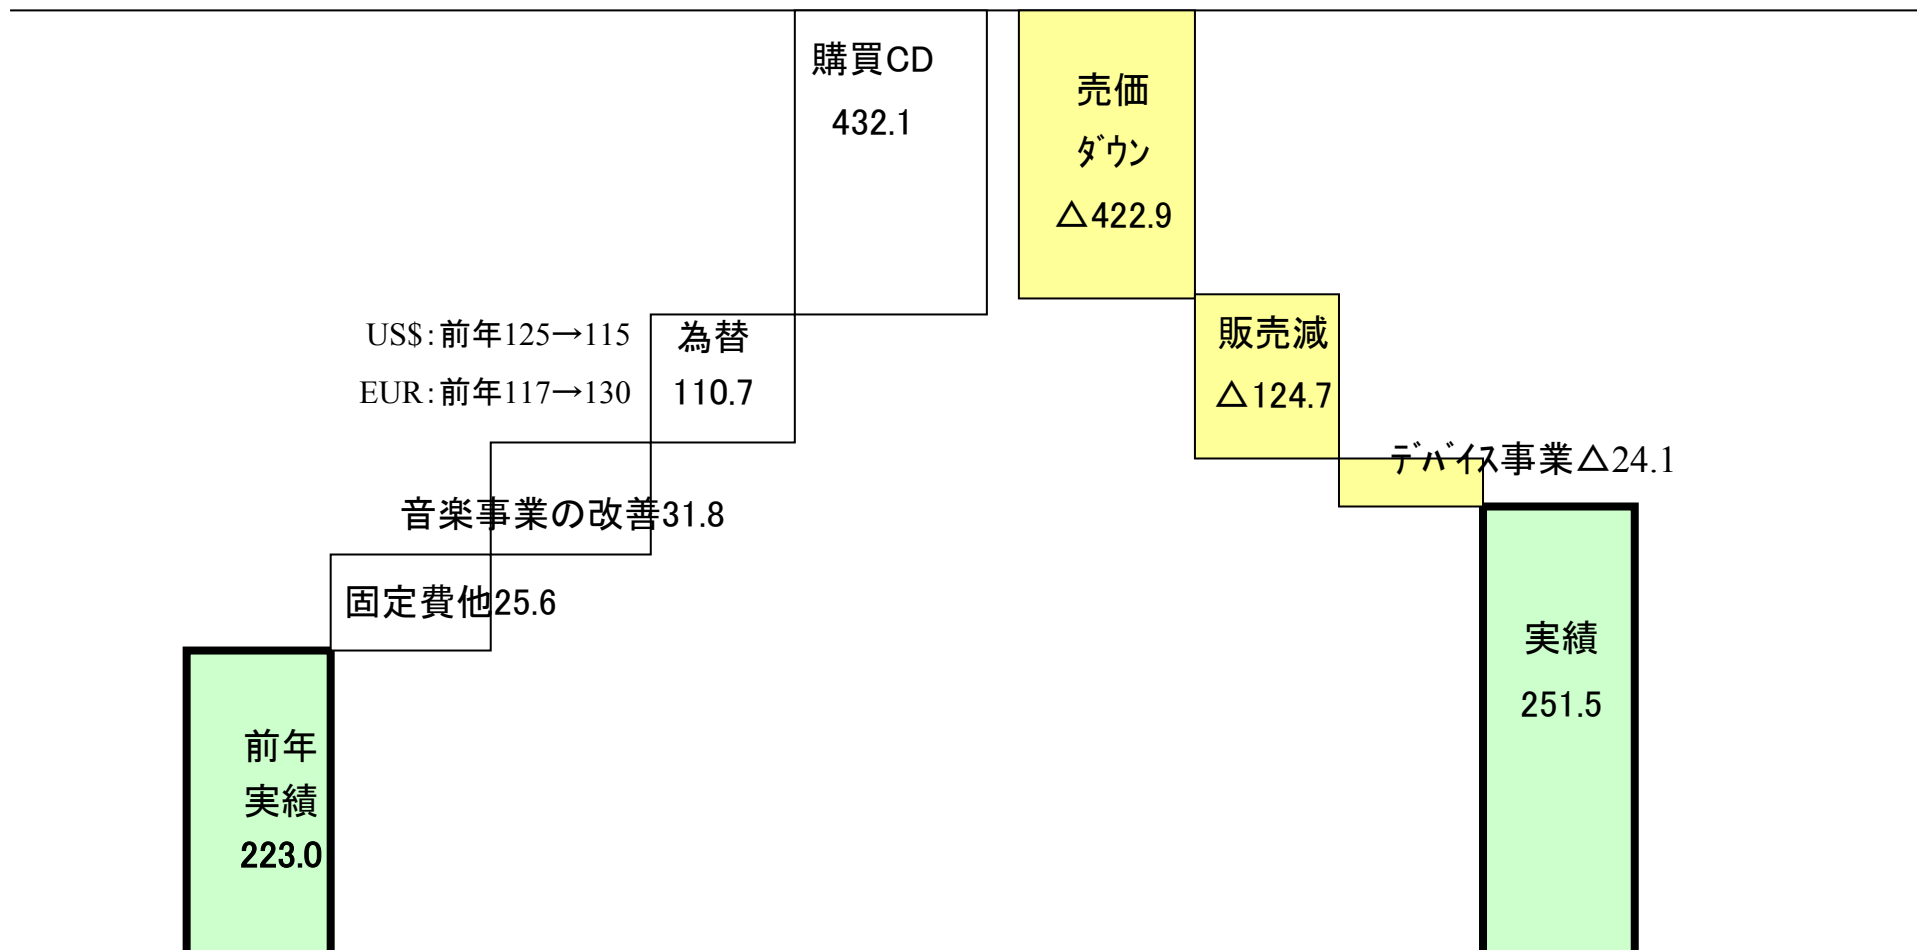 購買CD
432.1
売価
ﾀﾞｳﾝ
△422.9
US$:前年125→115
EUR:前年117→130
為替
110.7
販売減
△124.7
ﾃﾞﾊﾞｲｽ事業△24.1
音楽事業の改善31.8
固定費他25.6
前年
実績
223.0
実績
251.5